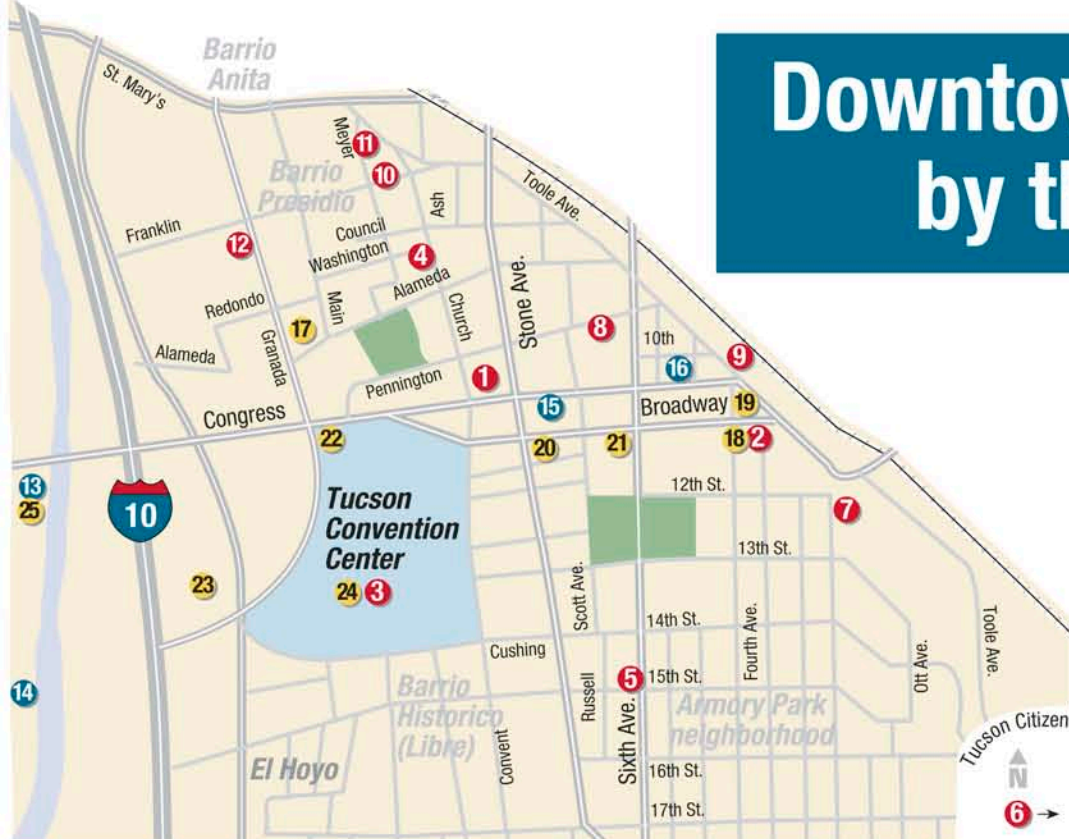 Downtow
by th
Barrio
Anita
St. Mary's
Meyer
11
Barrio
Presidio
10
Toole Ave.
Ash
Franklin
Council
12
Washington
4
Alameda
Redondo
Main
Church
Stone Ave.
17
8
Granada
10th
9
Alameda
16
Pennington
1
Congress
15
Broadway
19
22
20
21
18
2
13
25
10
Tucson
Convention
Center
12th St.
7
13th St.
23
24
3
Scott Ave.
14th St.
Fourth Ave.
Toole Ave.
Cushing
Ott Ave.
14
5
15th St.
Russell
Barrio
Historico
(Libre)
Armory Park
neighborhood
Convent
Sixth Ave.
El Hoyo
16th St.
17th St.
Tucson Citizen
N
6